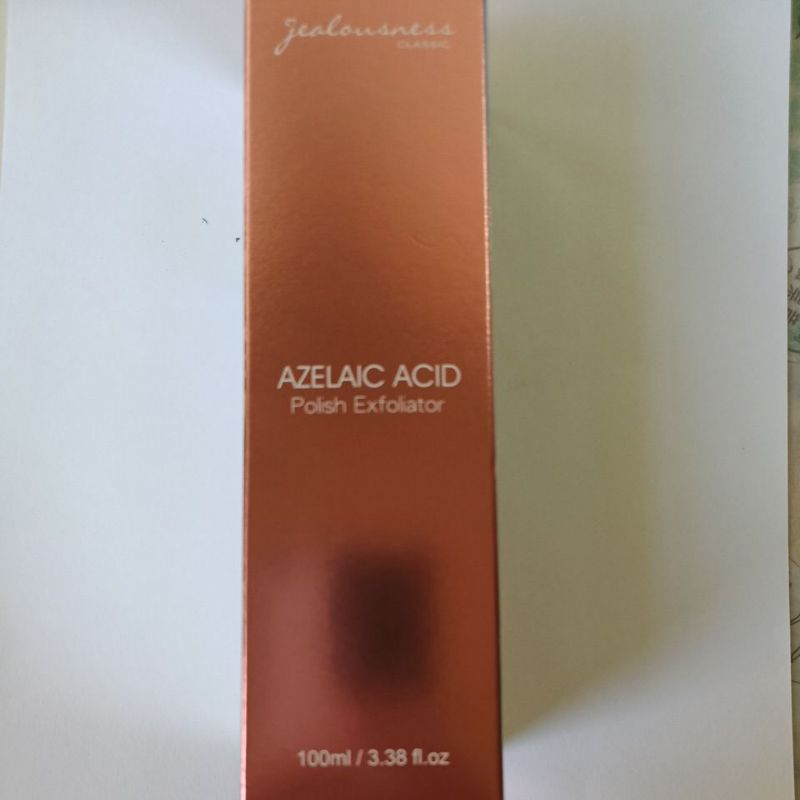 jealousness
CLASSIC
AZELAIC ACID
Polish Exfoliator
100ml / 3.38 fl.oz